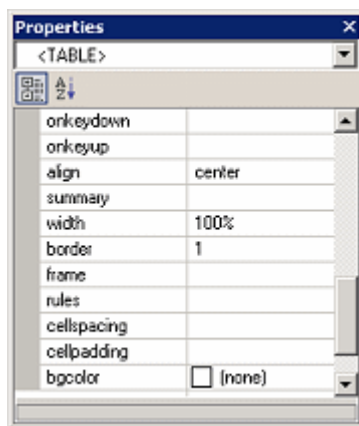 Properties
<TABLE>
onkeydown
onkeyup
align center
summary
width 100%
border 1
frame
rules
cellspacing
cellpadding
bgcolor (none)